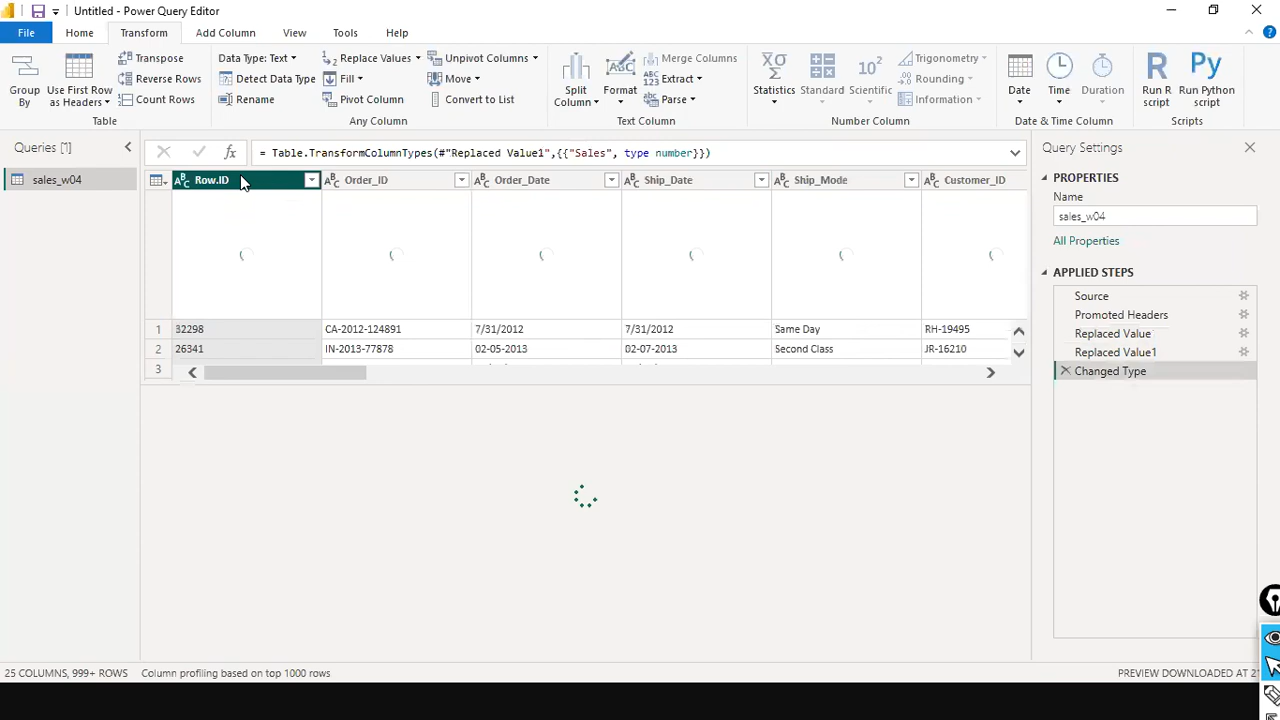 Untitled - Power Query Editor
File Home Transform Add Column View Tools Help
Group By
Use First Row as Headers
Transpose
Reverse Rows
Count Rows
Table
Data Type: Text
Detect Data Type
Rename
Replace Values
Fill
Pivot Column
Unpivot Columns
Move
Convert to List
Any Column
Split Column
Format
Merge Columns
Extract
Parse
Text Column
Statistics
Standard
Scientific
Trigonometry
Rounding
Information
Number Column
Date
Time
Duration
Date & Time Column
Run R script
Run Python script
Scripts
Queries [1]
sales_w04
= Table.TransformColumnTypes(#"Replaced Value1",{{"Sales", type number}})
Row.ID Order_ID Order_Date Ship_Date Ship_Mode Customer_ID
1 32298 CA-2012-124891 7/31/2012 7/31/2012 Same Day RH-19495
2 26341 IN-2013-77878 02-05-2013 02-07-2013 Second Class JR-16210
3
Query Settings
PROPERTIES
Name
sales_w04
All Properties
APPLIED STEPS
Source
Promoted Headers
Replaced Value
Replaced Value1
Changed Type
25 COLUMNS, 999+ ROWS Column profiling based on top 1000 rows
PREVIEW DOWNLOADED AT